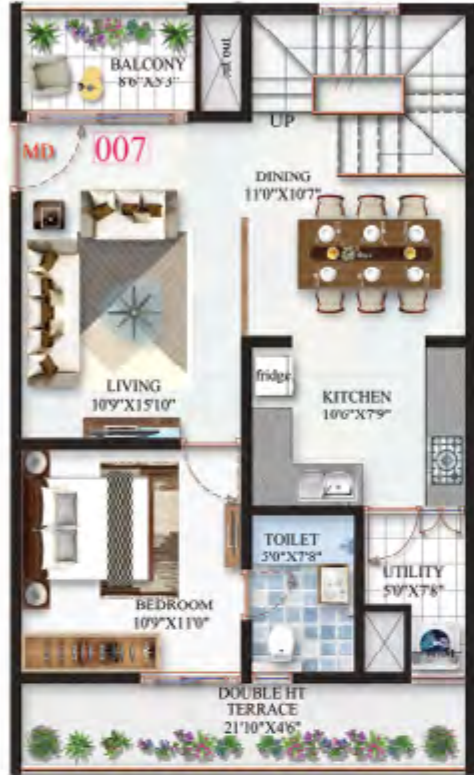 BALCONY
8'6"X5'3"
cut out
UP
MD
007
DINING
11'0"X10'7"
LIVING
10'9"X15'10"
fridge
KITCHEN
10'6"X7'9"
TOILET
5'0"X7'8"
UTILITY
5'0"X7'8"
BEDROOM
10'9"X11'0"
DOUBLE HT
TERRACE
21'10"X4'6"